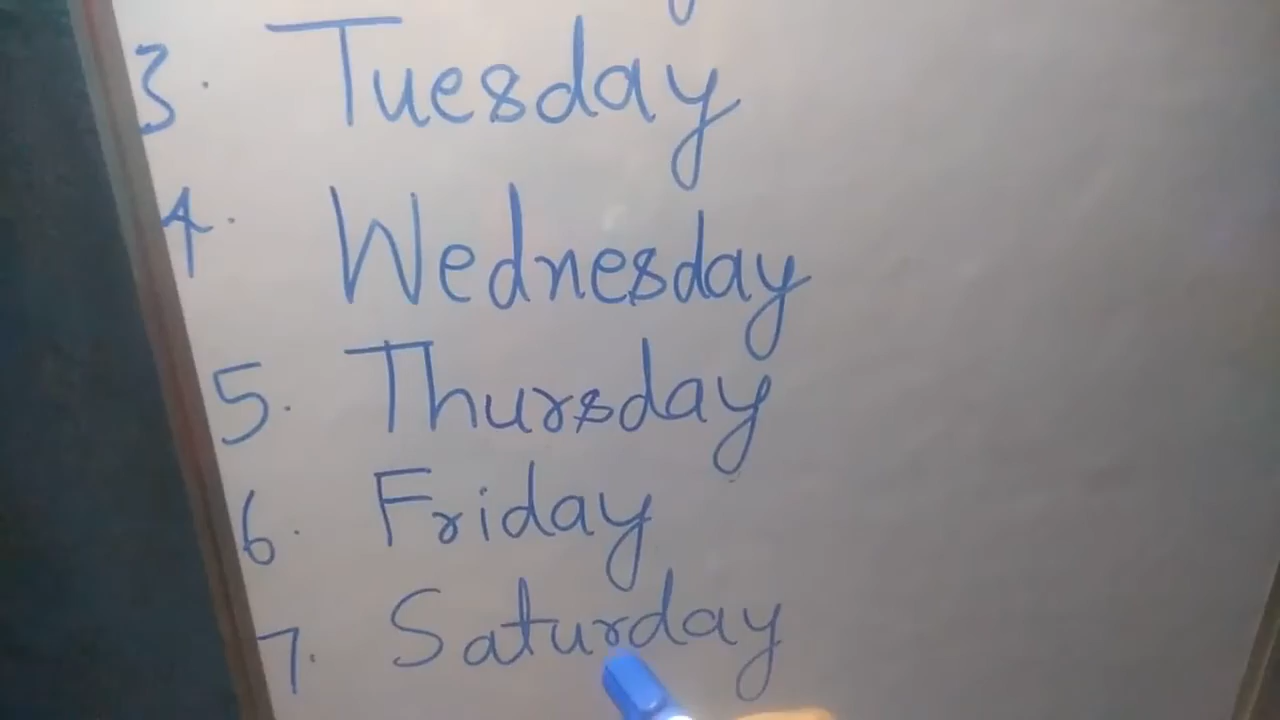 3. Tuesday
4. Wednesday
5. Thursday
6. Friday
7. Saturday